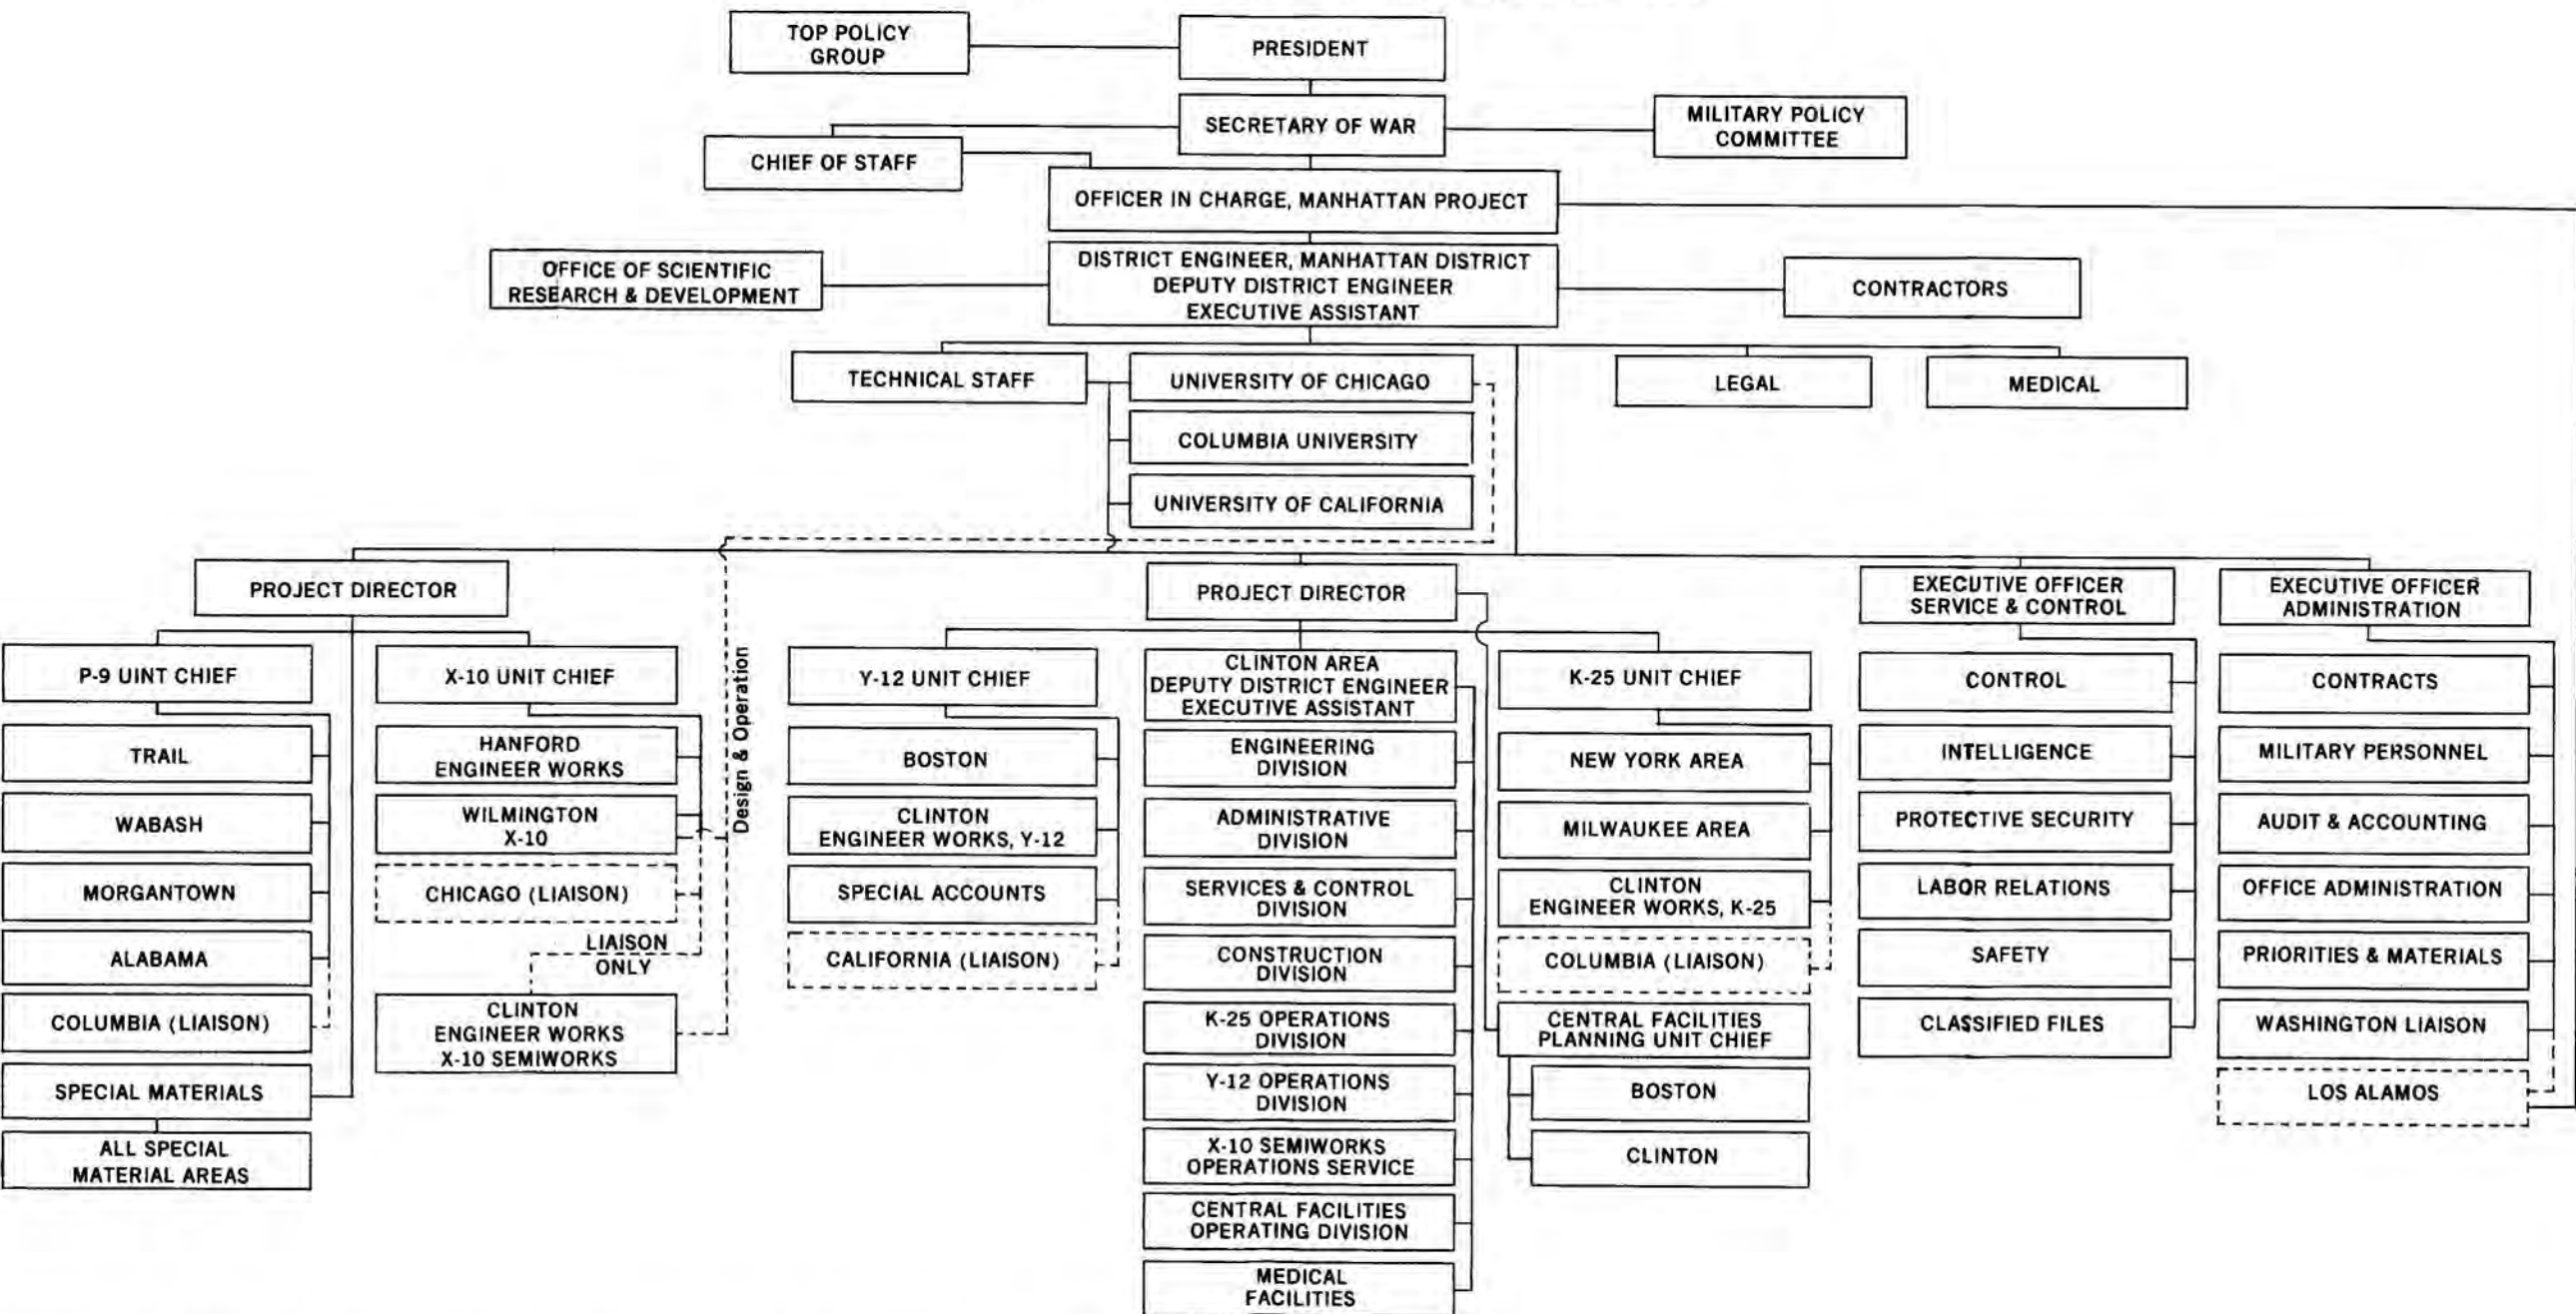 TOP POLICY
GROUP
PRESIDENT
SECRETARY OF WAR
MILITARY POLICY
COMMITTEE
CHIEF OF STAFF
OFFICER IN CHARGE, MANHATTAN PROJECT
OFFICE OF SCIENTIFIC
RESEARCH & DEVELOPMENT
DISTRICT ENGINEER, MANHATTAN DISTRICT
DEPUTY DISTRICT ENGINEER
EXECUTIVE ASSISTANT
CONTRACTORS
TECHNICAL STAFF
UNIVERSITY OF CHICAGO
COLUMBIA UNIVERSITY
UNIVERSITY OF CALIFORNIA
LEGAL
MEDICAL
PROJECT DIRECTOR
P-9 UINT CHIEF
TRAIL
WABASH
MORGANTOWN
ALABAMA
COLUMBIA (LIAISON)
SPECIAL MATERIALS
ALL SPECIAL
MATERIAL AREAS
X-10 UNIT CHIEF
HANFORD
ENGINEER WORKS
WILMINGTON
X-10
CHICAGO (LIAISON)
LIAISON
ONLY
CLINTON
ENGINEER WORKS
X-10 SEMIWORKS
Design & Operation
PROJECT DIRECTOR
Y-12 UNIT CHIEF
BOSTON
CLINTON
ENGINEER WORKS, Y-12
SPECIAL ACCOUNTS
CALIFORNIA (LIAISON)
CLINTON AREA
DEPUTY DISTRICT ENGINEER
EXECUTIVE ASSISTANT
ENGINEERING
DIVISION
ADMINISTRATIVE
DIVISION
SERVICES & CONTROL
DIVISION
CONSTRUCTION
DIVISION
K-25 OPERATIONS
DIVISION
Y-12 OPERATIONS
DIVISION
X-10 SEMIWORKS
OPERATIONS SERVICE
CENTRAL FACILITIES
OPERATING DIVISION
MEDICAL
FACILITIES
K-25 UNIT CHIEF
NEW YORK AREA
MILWAUKEE AREA
CLINTON
ENGINEER WORKS, K-25
COLUMBIA (LIAISON)
CENTRAL FACILITIES
PLANNING UNIT CHIEF
BOSTON
CLINTON
EXECUTIVE OFFICER
SERVICE & CONTROL
CONTROL
INTELLIGENCE
PROTECTIVE SECURITY
LABOR RELATIONS
SAFETY
CLASSIFIED FILES
EXECUTIVE OFFICER
ADMINISTRATION
CONTRACTS
MILITARY PERSONNEL
AUDIT & ACCOUNTING
OFFICE ADMINISTRATION
PRIORITIES & MATERIALS
WASHINGTON LIAISON
LOS ALAMOS